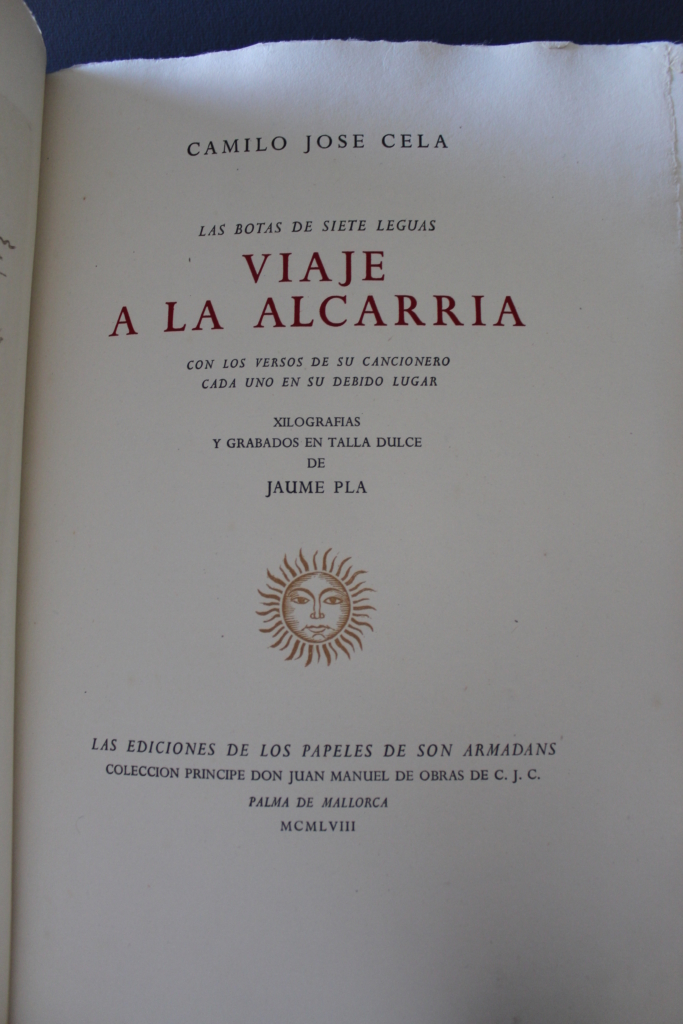 CAMILO JOSE CELA
LAS BOTAS DE SIETE LEGUAS
VIAJE
A LA ALCARRIA
CON LOS VERSOS DE SU CANCIONERO
CADA UNO EN SU DEBIDO LUGAR
XILOGRAFIAS
Y GRABADOS EN TALLA DULCE
DE
JAUME PLA
LAS EDICIONES DE LOS PAPELES DE SON ARMADANS
COLECCION PRINCIPE DON JUAN MANUEL DE OBRAS DE C. J. C.
PALMA DE MALLORCA
MCMLVIII